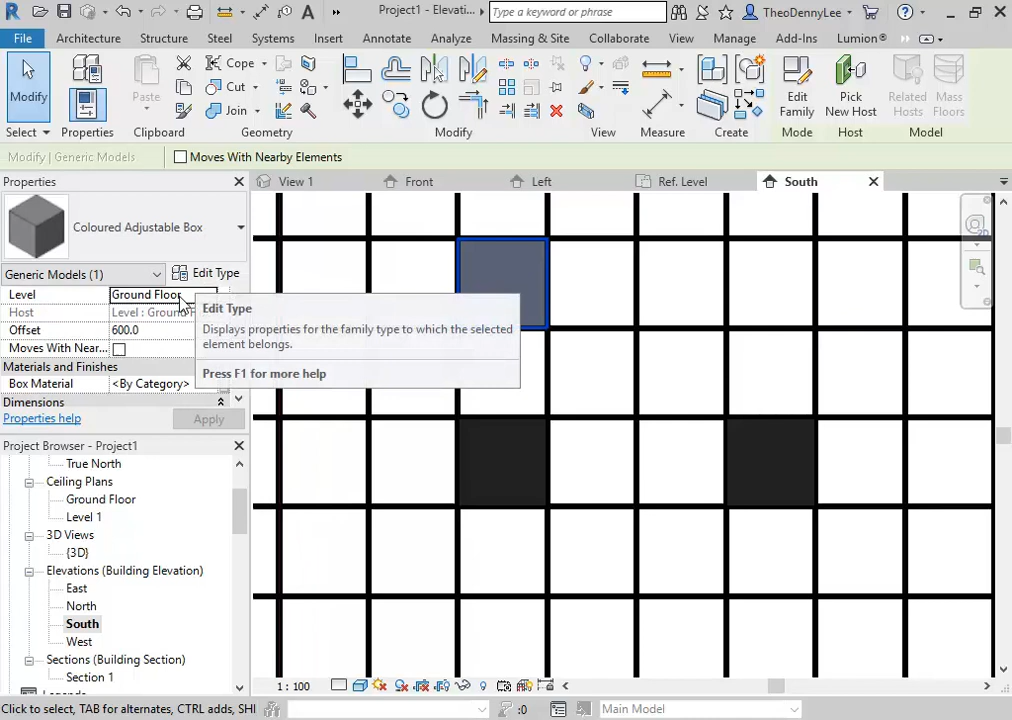 Project1 - Elevati...
Type a keyword or phrase
TheoDennyLee
File
Architecture
Structure
Steel
Systems
Insert
Annotate
Analyze
Massing & Site
Collaborate
View
Manage
Add-Ins
Lumion®
Modify
Paste
Cope
Cut
Join
Edit Family
Pick New Host
Related Hosts
Mass Floors
Select
Properties
Clipboard
Geometry
Modify
View
Measure
Create
Mode
Host
Model
Modify | Generic Models
Moves With Nearby Elements
Properties
View 1
Front
Left
Ref. Level
South
Coloured Adjustable Box
Generic Models (1)
Edit Type
Level
Ground Floor
Host
Level : Ground F
Offset
600.0
Moves With Near...
Materials and Finishes
Box Material
<By Category>
Dimensions
Properties help
Apply
Edit Type
Displays properties for the family type to which the selected
element belongs.
Press F1 for more help
Project Browser - Project1
True North
Ceiling Plans
Ground Floor
Level 1
3D Views
{3D}
Elevations (Building Elevation)
East
North
South
West
Sections (Building Section)
Section 1
1 : 100
Click to select, TAB for alternates, CTRL adds, SHI
:0
Main Model